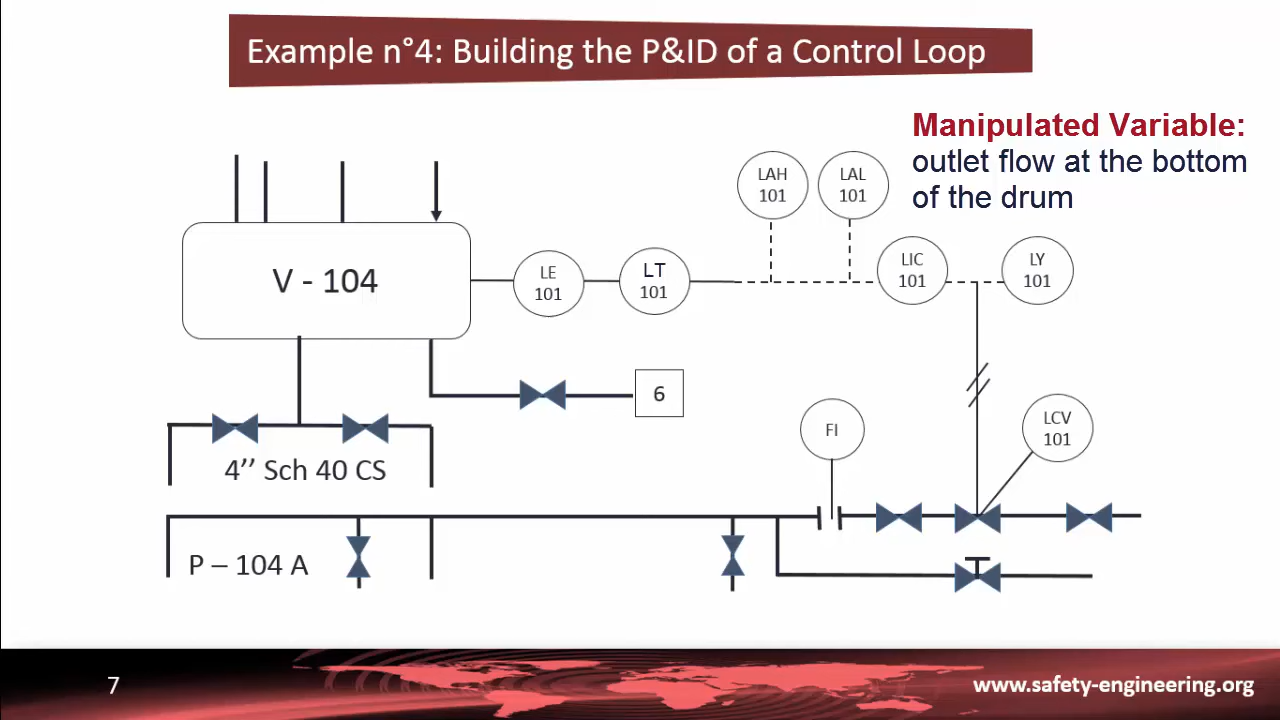 Example n°4: Building the P&ID of a Control Loop
Manipulated Variable:
outlet flow at the bottom
of the drum
LAH
101
LAL
101
V - 104
LE
101
LT
101
LIC
101
LY
101
6
FI
LCV
101
4’’ Sch 40 CS
P – 104 A
7
www.safety-engineering.org